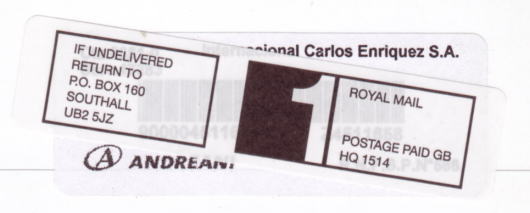 Internacional Carlos Enriquez S.A.
IF UNDELIVERED
RETURN TO
P.O. BOX 160
SOUTHALL
UB2 5JZ
1
ROYAL MAIL
POSTAGE PAID GB
HQ 1514
ANDREANI